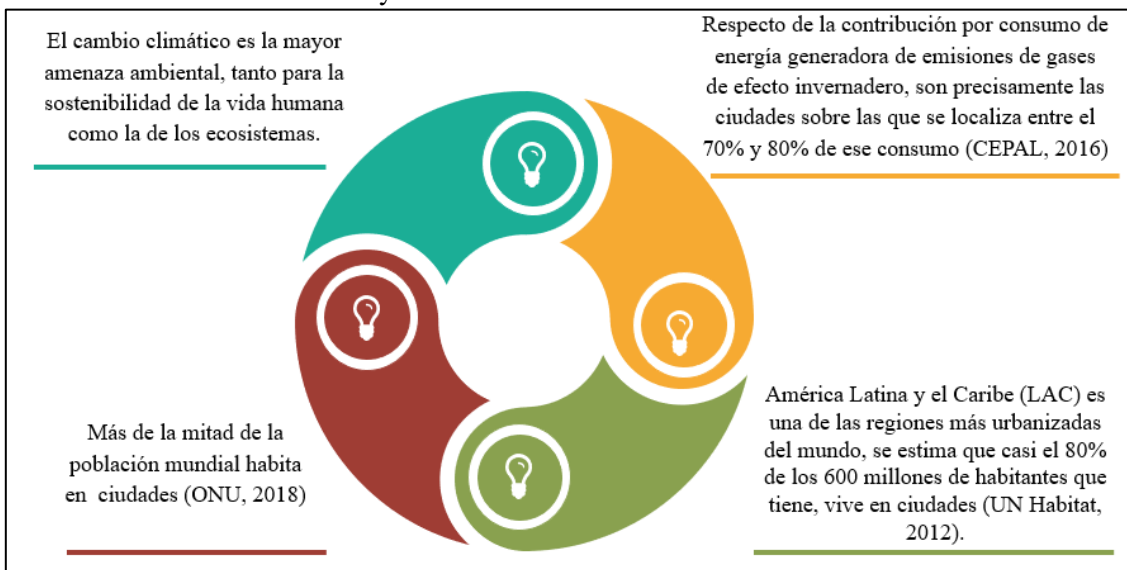 El cambio climático es la mayor
amenaza ambiental, tanto para la
sostenibilidad de la vida humana
como la de los ecosistemas.
Respecto de la contribución por consumo de
energía generadora de emisiones de gases
de efecto invernadero, son precisamente las
ciudades sobre las que se localiza entre el
70% y 80% de ese consumo (CEPAL, 2016)
Más de la mitad de la
población mundial habita
en ciudades (ONU, 2018)
América Latina y el Caribe (LAC) es
una de las regiones más urbanizadas
del mundo, se estima que casi el 80%
de los 600 millones de habitantes que
tiene, vive en ciudades (UN Habitat,
2012).